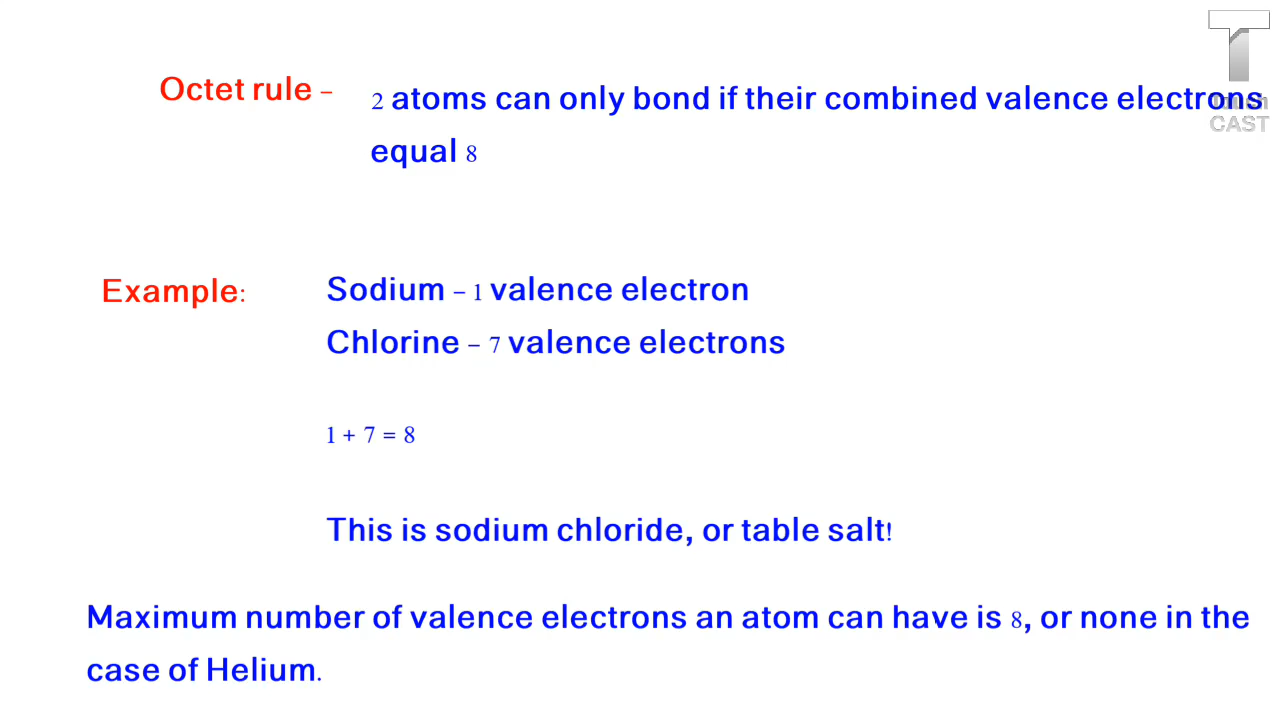 Octet rule – 2 atoms can only bond if their combined valence electrons
equal 8
Example: Sodium – 1 valence electron
Chlorine – 7 valence electrons
1 + 7 = 8
This is sodium chloride, or table salt!
Maximum number of valence electrons an atom can have is 8, or none in the
case of Helium.
T
Touch
CAST